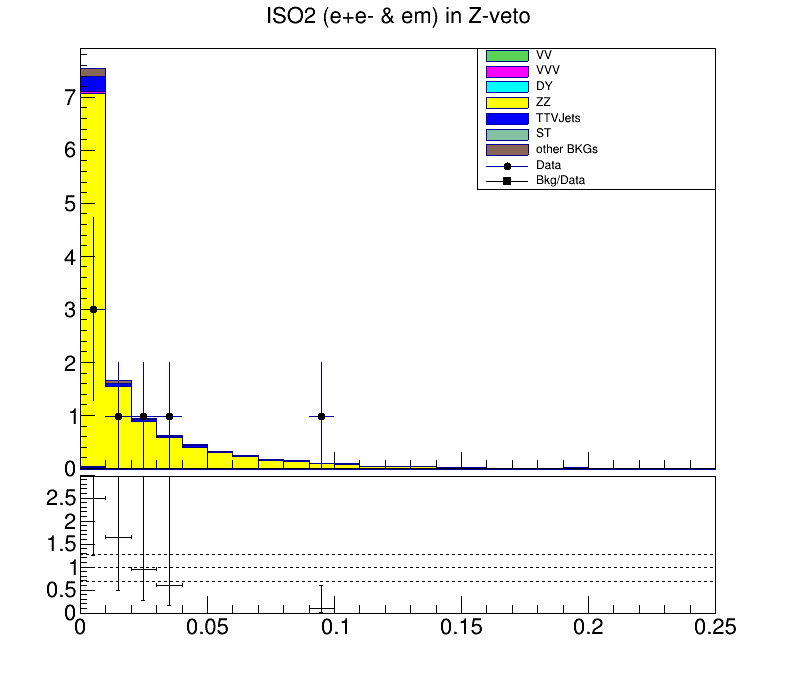 ISO2 (e+e- & em) in Z-veto
VV
VVV
DY
ZZ
TTVJets
ST
other BKGs
Data
Bkg/Data
7
6
5
4
3
2
1
0
2.5
2
1.5
1
0.5
0
0 0.05 0.1 0.15 0.2 0.25